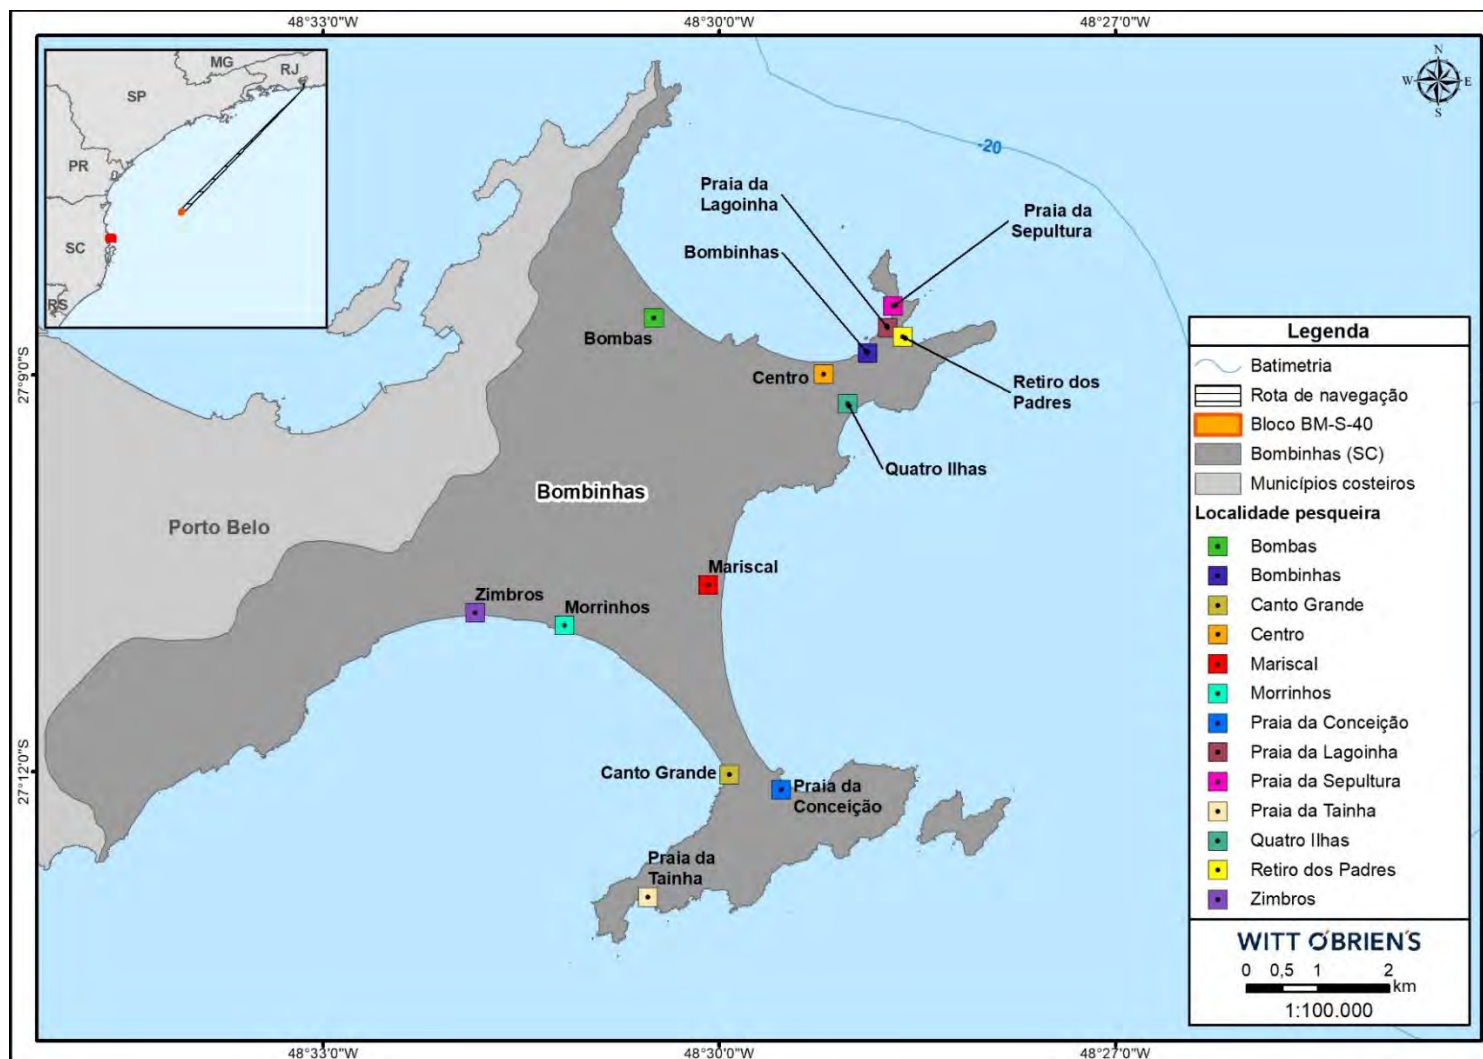 48°33'0"W
48°30'0"W
48°27'0"W
MG
RJ
SP
PR
SC
RS
N
W
E
S
-20
Praia da
Lagoinha
Praia da
Sepultura
Bombinhas
Bombas
Centro
Retiro dos
Padres
Quatro Ilhas
27°9'0"S
Bombinhas
Porto Belo
Mariscal
Zimbros
Morrinhos
27°12'0"S
Canto Grande
Praia da
Conceição
Praia da
Tainha
Legenda
Batimetria
Rota de navegação
Bloco BM-S-40
Bombinhas (SC)
Municípios costeiros
Localidade pesqueira
Bombas
Bombinhas
Canto Grande
Centro
Mariscal
Morrinhos
Praia da Conceição
Praia da Lagoinha
Praia da Sepultura
Praia da Tainha
Quatro Ilhas
Retiro dos Padres
Zimbros
WITT O'BRIEN'S
0 0,5 1 2
km
1:100.000
48°33'0"W
48°30'0"W
48°27'0"W